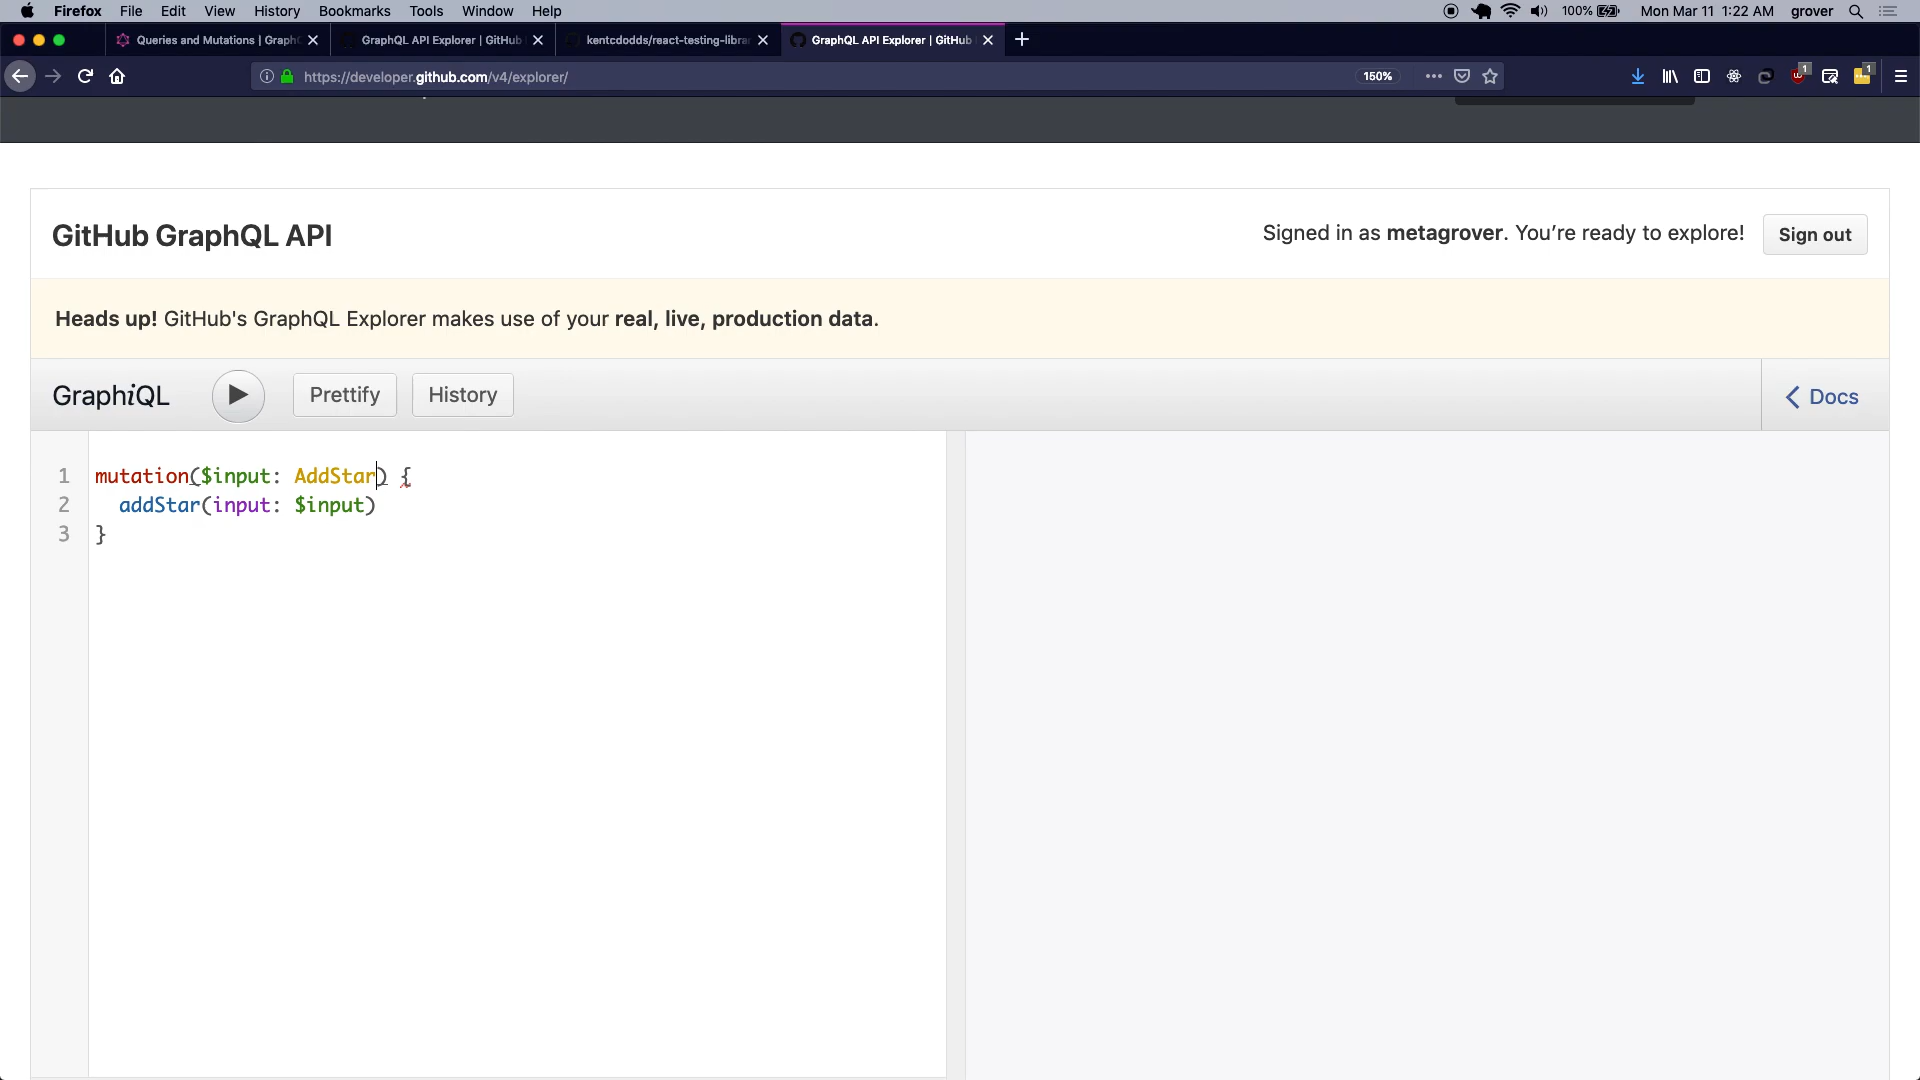 Firefox File Edit View History Bookmarks Tools Window Help 100% Mon Mar 11 1:22 AM grover
Queries and Mutations | Graph GraphQL API Explorer | GitHub kentcdodds/react-testing-libra GraphQL API Explorer | GitHub
https://developer.github.com/v4/explorer/ 150% 1 1
GitHub GraphQL API
Signed in as metagrover. You’re ready to explore! Sign out
Heads up! GitHub's GraphQL Explorer makes use of your real, live, production data.
GraphiQL Prettify History Docs
1 mutation($input: AddStar) {
2 addStar(input: $input)
3 }